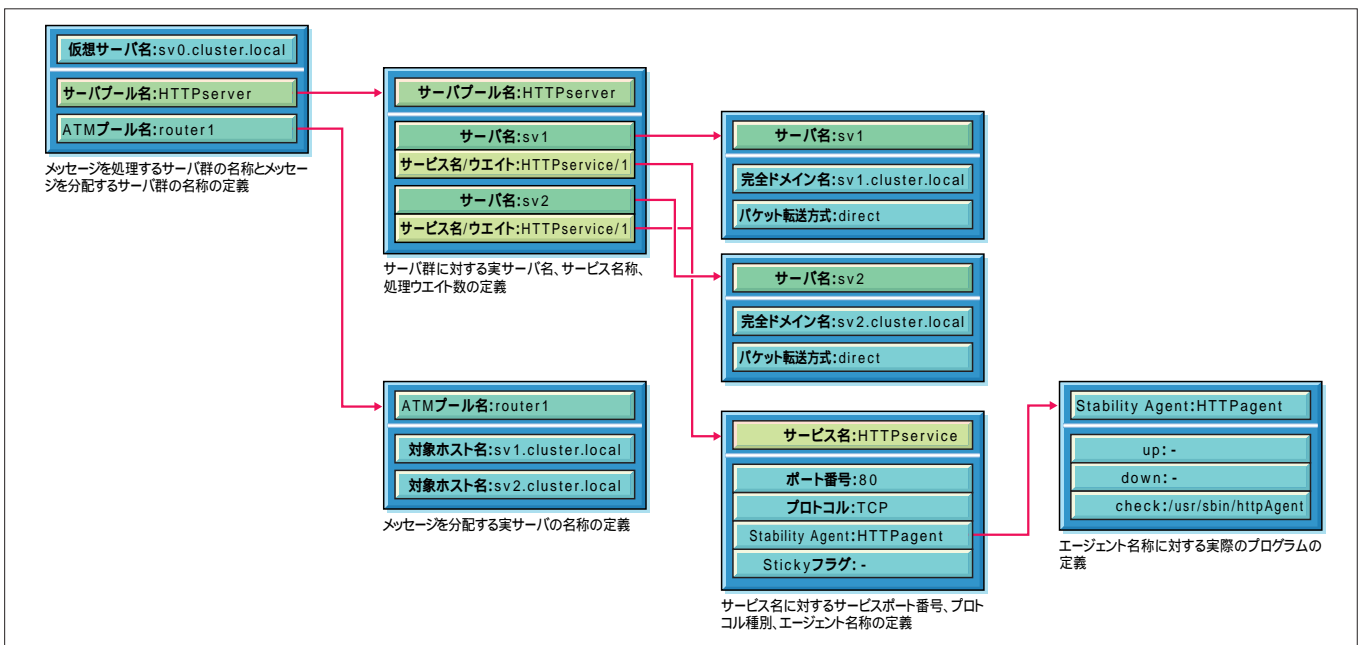 仮想サーバ名:sv0.cluster.local
サーバプール名:HTTPserver
ATMプール名:router1
メッセージを処理するサーバ群の名称とメッセー
ジを分配するサーバ群の名称の定義
サーバプール名:HTTPserver
サーバ名:sv1
サービス名/ウエイト:HTTPservice/1
サーバ名:sv2
サービス名/ウエイト:HTTPservice/1
サーバ群に対する実サーバ名、サービス名称、
処理ウエイト数の定義
サーバ名:sv1
完全ドメイン名:sv1.cluster.local
パケット転送方式:direct
サーバ名:sv2
完全ドメイン名:sv2.cluster.local
パケット転送方式:direct
ATMプール名:router1
対象ホスト名:sv1.cluster.local
対象ホスト名:sv2.cluster.local
メッセージを分配する実サーバの名称の定義
サービス名:HTTPservice
ポート番号:80
プロトコル:TCP
Stability Agent:HTTPagent
Stickyフラグ:-
サービス名に対するサービスポート番号、プロト
コル種別、エージェント名称の定義
Stability Agent:HTTPagent
up:-
down:-
check:/usr/sbin/httpAgent
エージェント名称に対する実際のプログラムの
定義